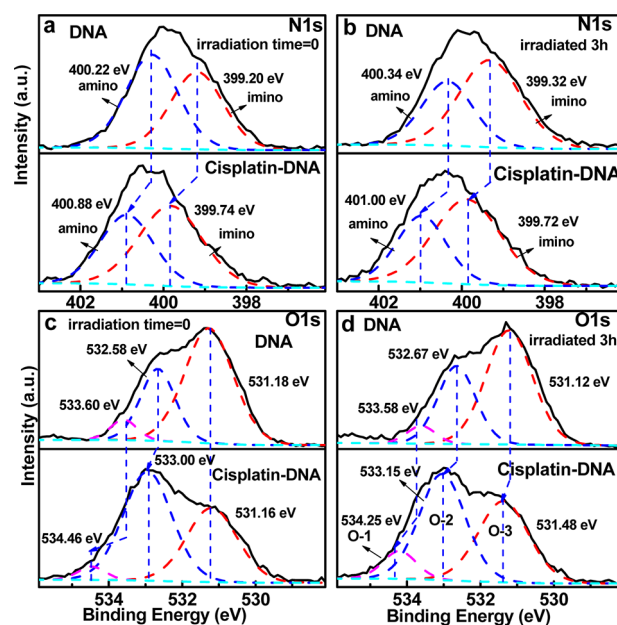 a
DNA
N1s
irradiation time=0
400.22 eV
amino
399.20 eV
imino
Cisplatin-DNA
400.88 eV
amino
399.74 eV
imino
402
400
398
b
DNA
N1s
irradiated 3h
400.34 eV
amino
399.32 eV
imino
Cisplatin-DNA
401.00 eV
amino
399.72 eV
imino
402
400
398
Intensity (a.u.)
c
irradiation time=0
O1s
DNA
532.58 eV
533.60 eV
531.18 eV
533.00 eV
Cisplatin-DNA
534.46 eV
531.16 eV
534
532
530
Binding Energy (eV)
d
DNA
O1s
irradiated 3h
532.67 eV
533.58 eV
531.12 eV
Cisplatin-DNA
533.15 eV
534.25 eV
O-1
O-2
O-3
531.48 eV
534
532
530
Binding Energy (eV)
Intensity (a.u.)